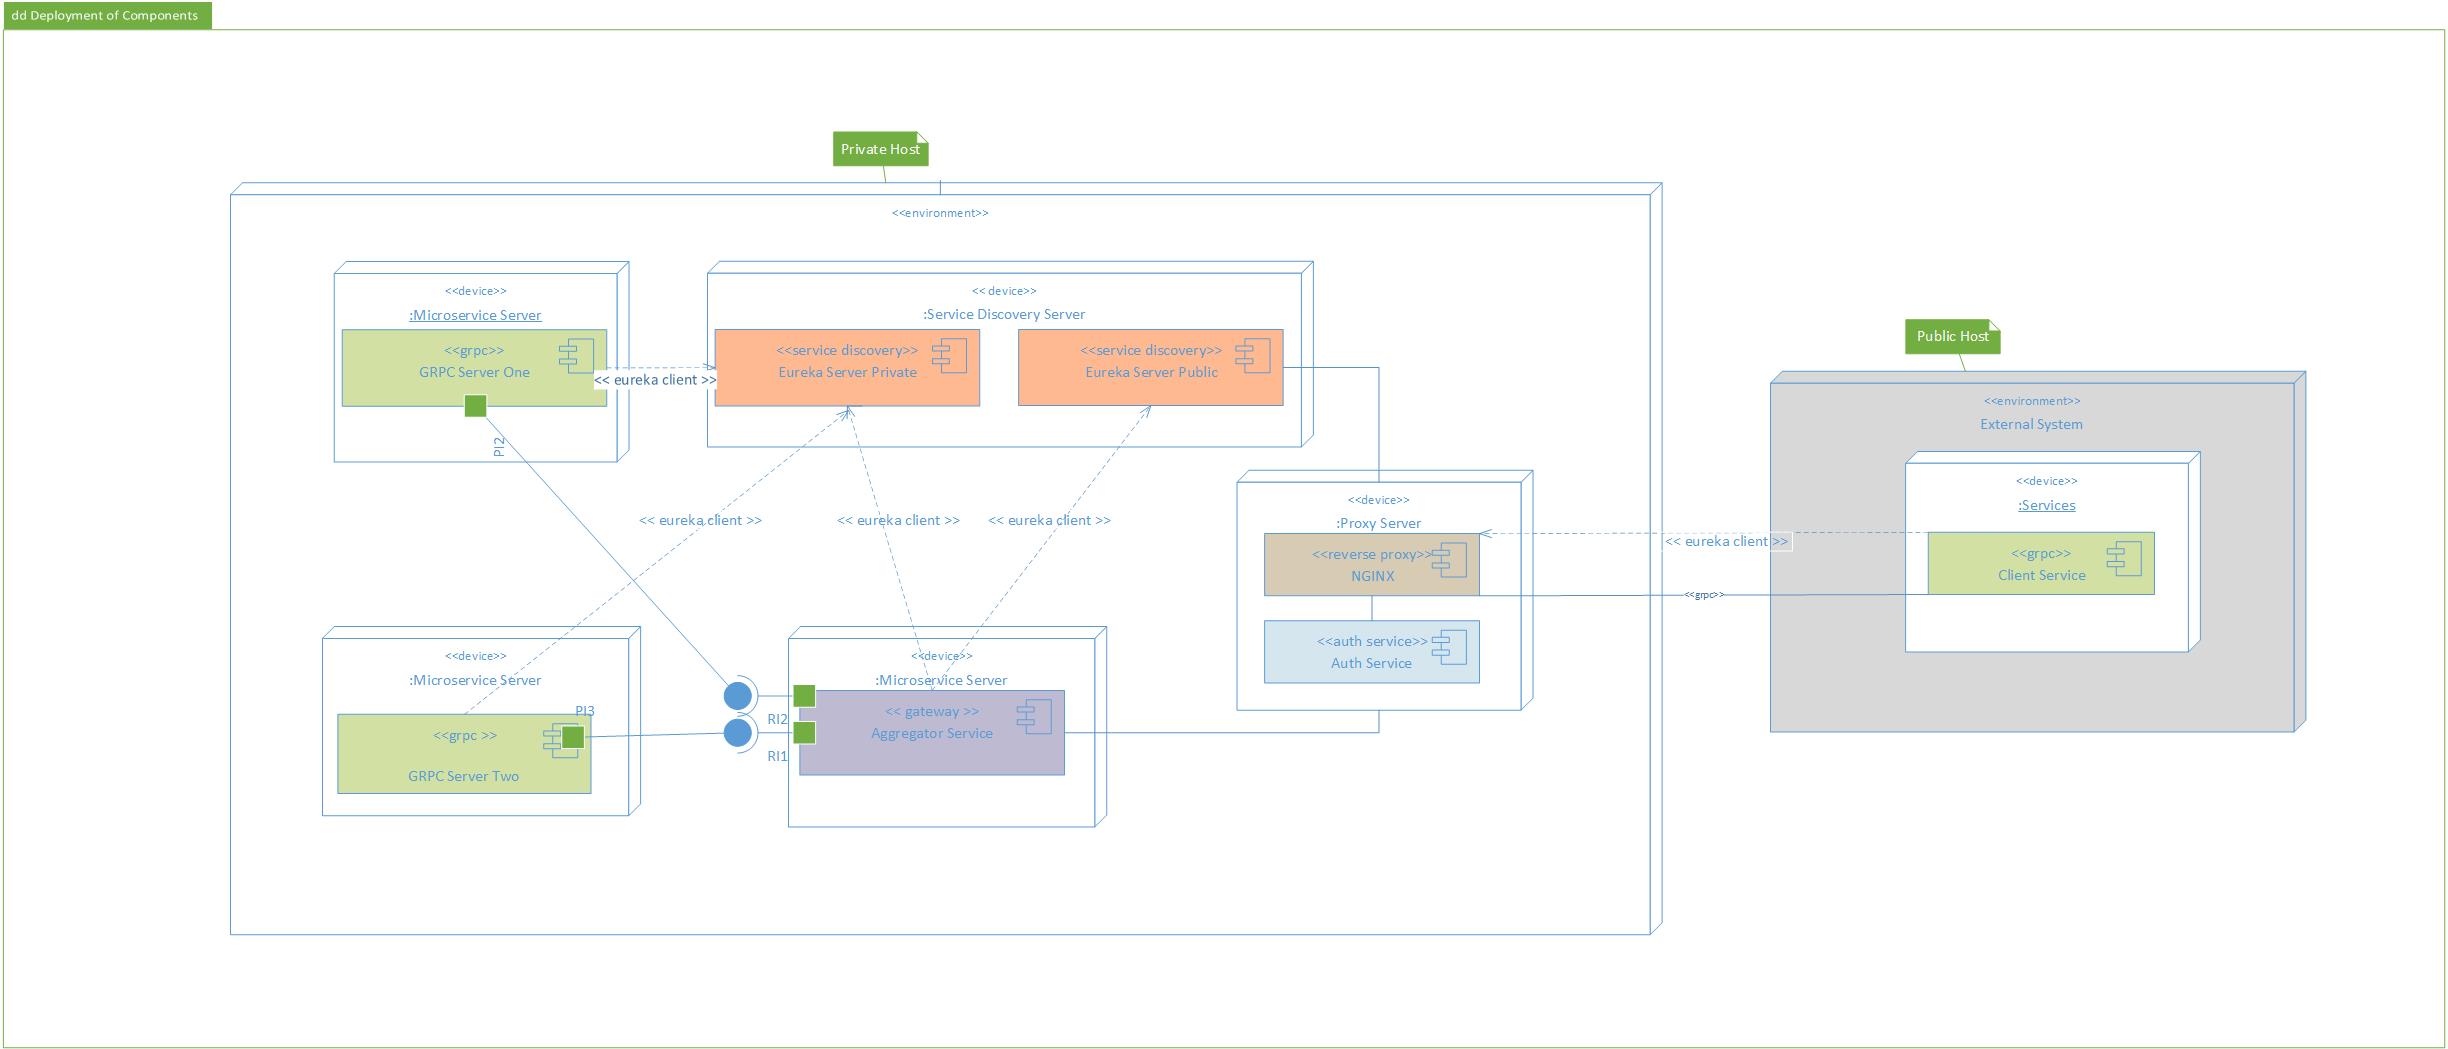 dd Deployment of Components
Private Host
<<environment>>
<<device>>
:Microservice Server
<<grpc>>
GRPC Server One
PI2
<< eureka client >>
<< device>>
:Service Discovery Server
<<service discovery>>
Eureka Server Private
<<service discovery>>
Eureka Server Public
<< eureka client >>
<< eureka client >>
<< eureka client >>
<<device>>
:Proxy Server
<<reverse proxy>>
NGINX
<<auth service>>
Auth Service
<<device>>
:Microservice Server
PI3
<<grpc >>
GRPC Server Two
<<device>>
:Microservice Server
RI2
RI1
<< gateway >>
Aggregator Service
<< eureka client >>
<<grpc>>
Public Host
<<environment>>
External System
<<device>>
:Services
<<grpc>>
Client Service